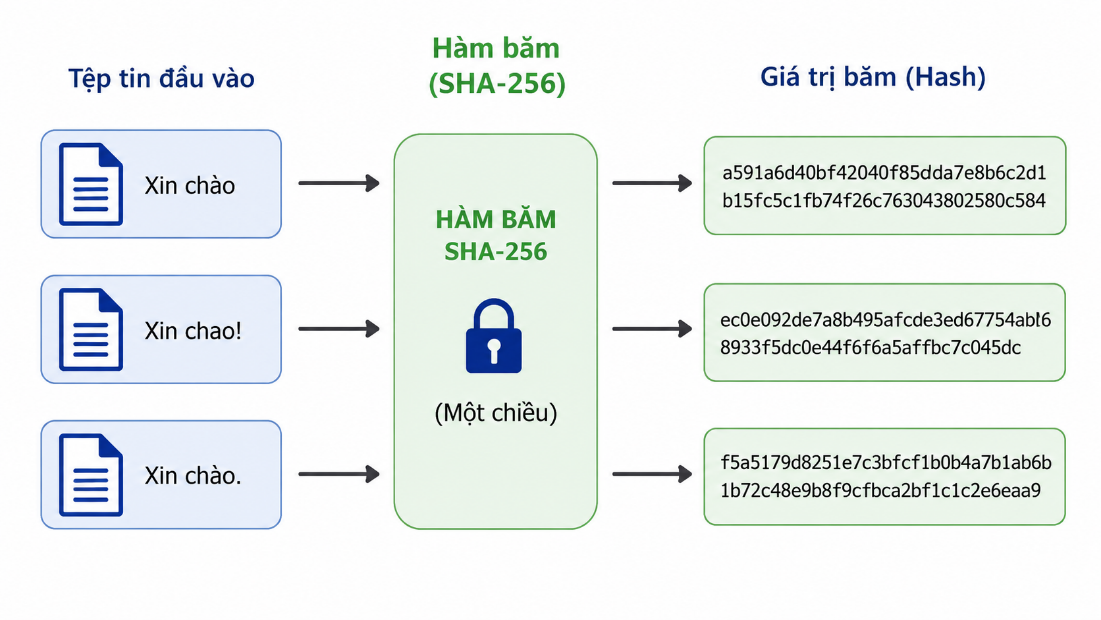 Tệp tin đầu vào
Hàm băm
(SHA-256)
Giá trị băm (Hash)
Xin chào
Xin chao!
Xin chào.
HÀM BĂM
SHA-256
(Một chiều)
a591a6d40bf42040f85dda7e8b6c2d1
b15fc5c1fb74f26c763043802580c584
8933f5dc0e44f6f6a5affbc7c045dc
f5a5179d8251e7c3bfcf1b0b4a7b1ab6b
1b72c48e9b8f9cfbca2bf1c1c2e6eaa9